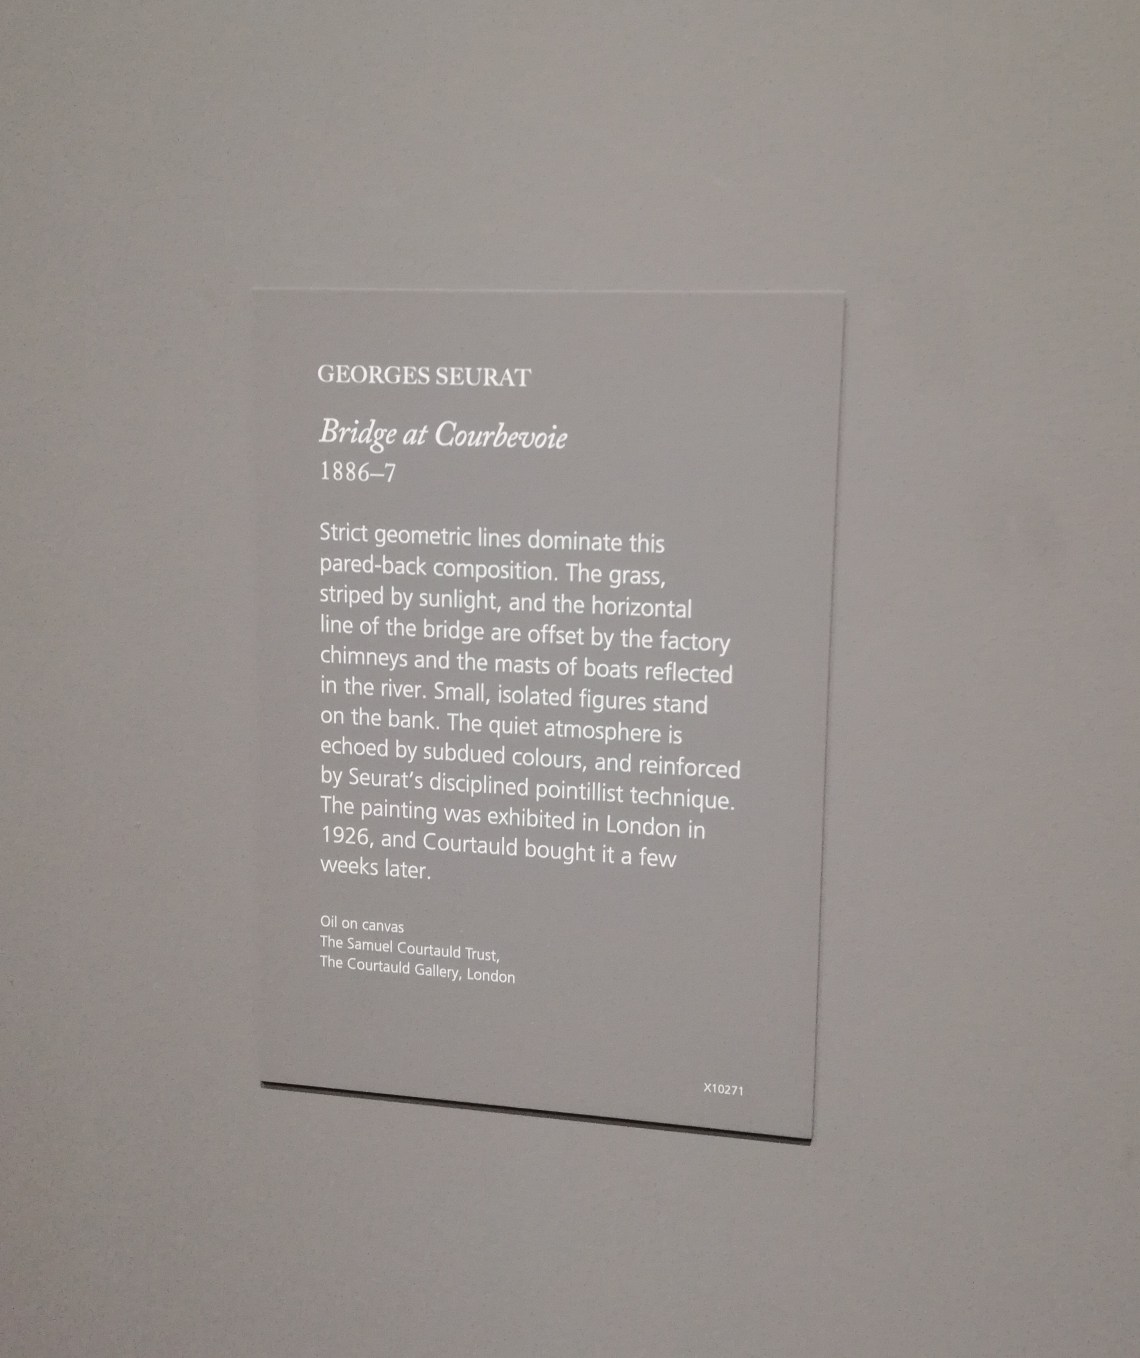 GEORGES SEURAT
Bridge at Courbevoie
1886–7
Strict geometric lines dominate this
pared-back composition. The grass,
striped by sunlight, and the horizontal
line of the bridge are offset by the factory
chimneys and the masts of boats reflected
in the river. Small, isolated figures stand
on the bank. The quiet atmosphere is
echoed by subdued colours, and reinforced
by Seurat’s disciplined pointillist technique.
The painting was exhibited in London in
1926, and Courtauld bought it a few
weeks later.
Oil on canvas
The Samuel Courtauld Trust,
The Courtauld Gallery, London
X10271